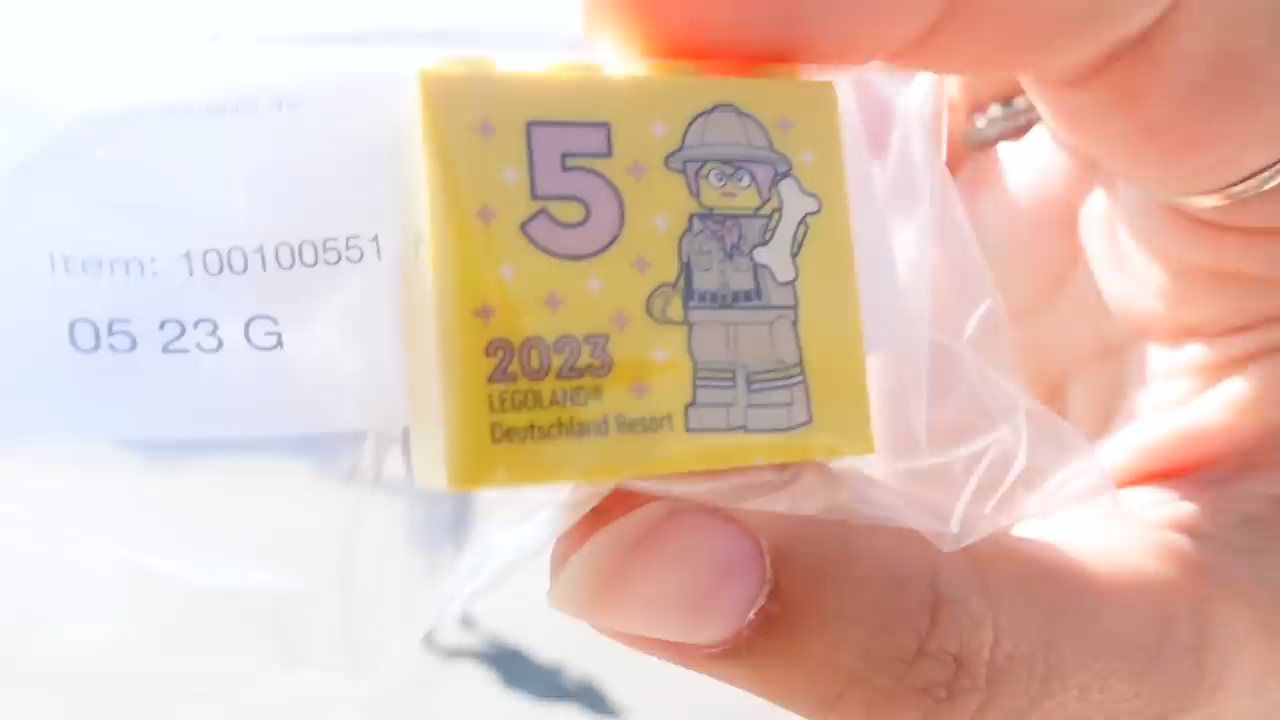 Item: 100100551
05 23 G
5
2023
LEGOLAND®
Deutschland Resort